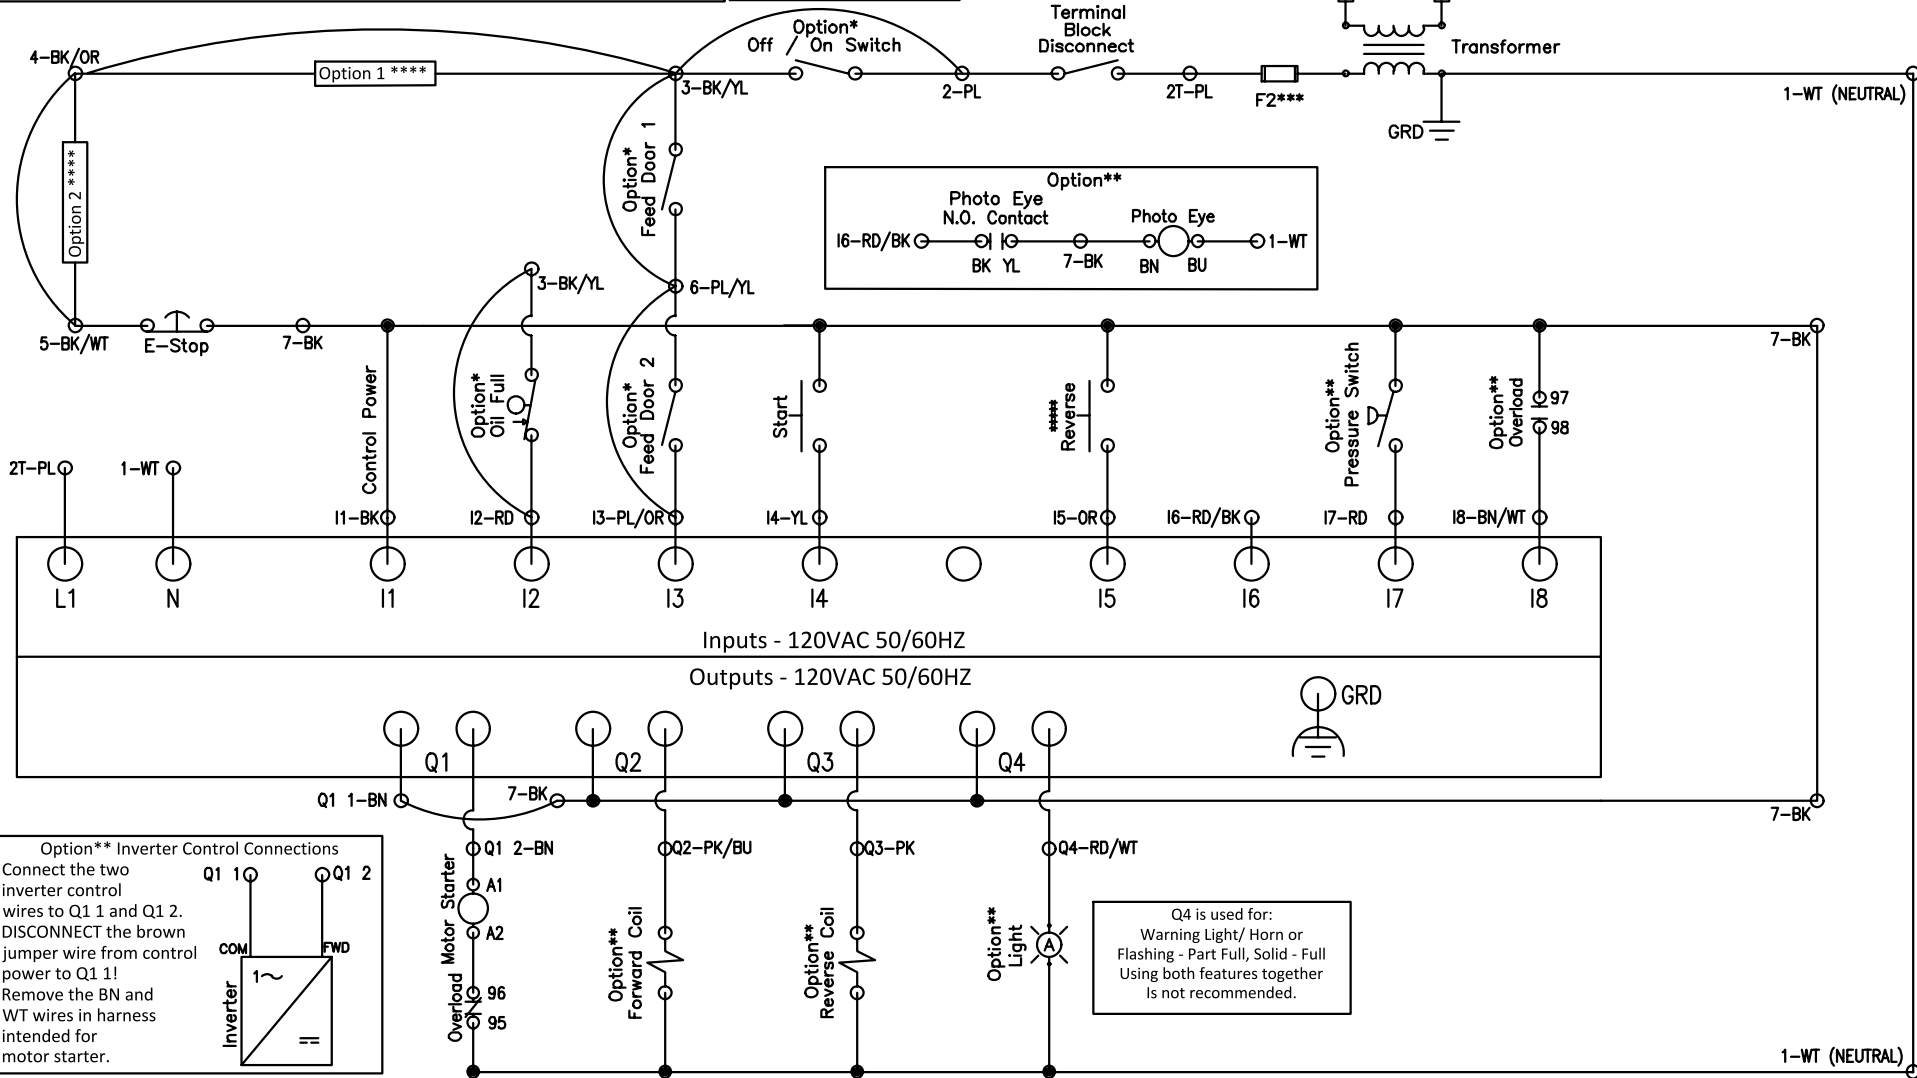 Terminal
Block
Disconnect
Option*
Off / On Switch
Transformer
4-BK/OR
Option 1 ****
3-BK/YL
2-PL
2T-PL
F2***
1-WT (NEUTRAL)
GRD
Option 2 ****
Option*
Feed Door 1
Option**
Photo Eye
N.O. Contact
Photo Eye
I6-RD/BK
1-WT
BK
YL
7-BK
BN
BU
3-BK/YL
6-PL/YL
5-BK/WT
E-Stop
7-BK
7-BK
Control Power
Option*
Oil Full
Option*
Feed Door 2
Start
*****
Reverse
Option**
Pressure Switch
Option**
Overload
97
98
2T-PL
1-WT
I1-BK
I2-RD
I3-PL/OR
I4-YL
I5-OR
I6-RD/BK
I7-RD
I8-BN/WT
L1
N
I1
I2
I3
I4
I5
I6
I7
I8
Inputs - 120VAC 50/60HZ
Outputs - 120VAC 50/60HZ
GRD
Q1
Q2
Q3
Q4
Q1 1-BN
7-BK
7-BK
Q1 2-BN
Q2-PK/BU
Q3-PK
Q4-RD/WT
Option** Inverter Control Connections
Connect the two
inverter control
wires to Q1 1 and Q1 2.
DISCONNECT the brown
jumper wire from control
power to Q1 1!
Remove the BN and
WT wires in harness
intended for
motor starter.
Q1 1
Q1 2
COM
FWD
1~
Inverter
Overload Motor Starter
A1
A2
96
95
Option**
Forward Coil
Option**
Reverse Coil
Option**
Light
A
Q4 is used for:
Warning Light/ Horn or
Flashing - Part Full, Solid - Full
Using both features together
Is not recommended.
1-WT (NEUTRAL)